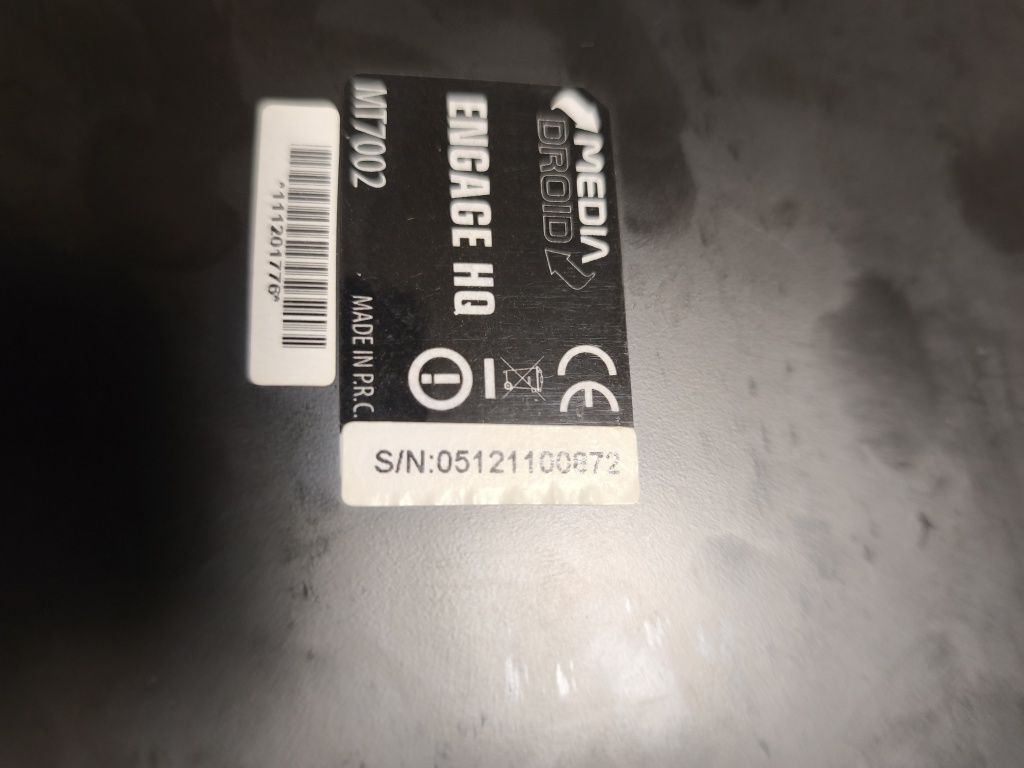 MEDIA
DROID
ENGAGE HQ
MT7002
MADE IN P.R.C.
CE
S/N:05121100872
*111201776*